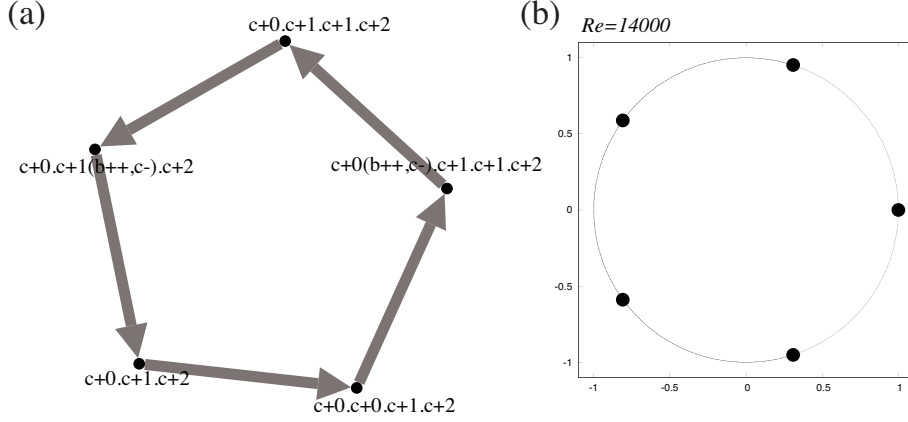 (a)
c+0.c+1.c+1.c+2
c+0.c+1(b++,c-).c+2
c+0(b++,c-).c+1.c+1.c+2
c+0.c+1.c+2
c+0.c+0.c+1.c+2
(b)
Re=14000
1
0.5
0
-0.5
-1
-1
-0.5
0
0.5
1